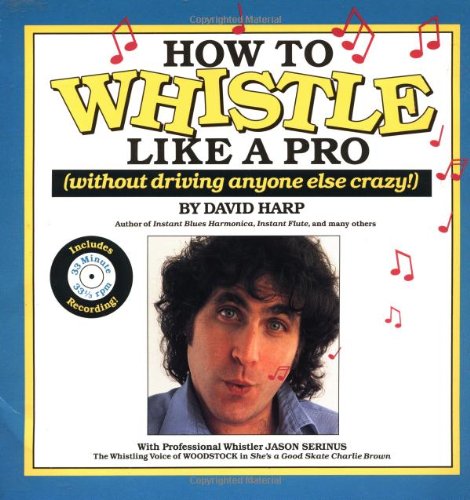 Copyrighted Material
HOW TO
WHISTLE
LIKE A PRO
(without driving anyone else crazy!)
BY DAVID HARP
Author of Instant Blues Harmonica, Instant Flute, and many others
Includes
33 Minute
33⅓ rpm
Recording!
With Professional Whistler JASON SERINUS
The Whistling Voice of WOODSTOCK in She's a Good Skate Charlie Brown
Copyrighted Material